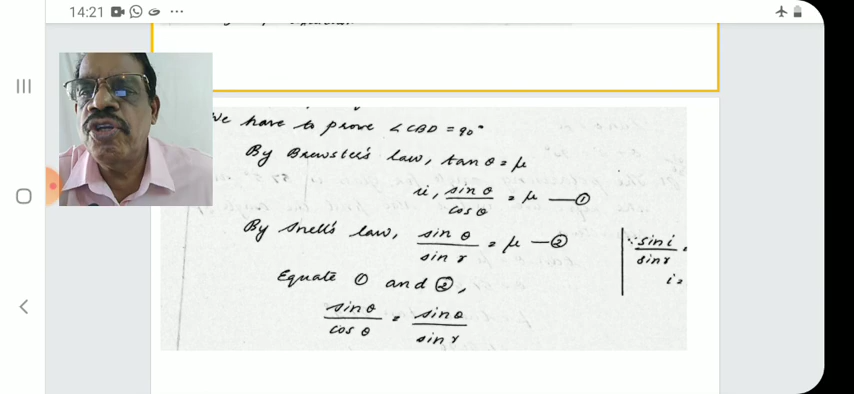 14:21
We have to prove ∠CBD = 90°
By Brewster's law, tan θ = μ
ie, sin θ / cos θ = μ —①
By Snell's law, sin θ / sin r = μ —②
∵ sin i / sin r =
i =
Equate ① and ②,
sin θ / cos θ = sin θ / sin r